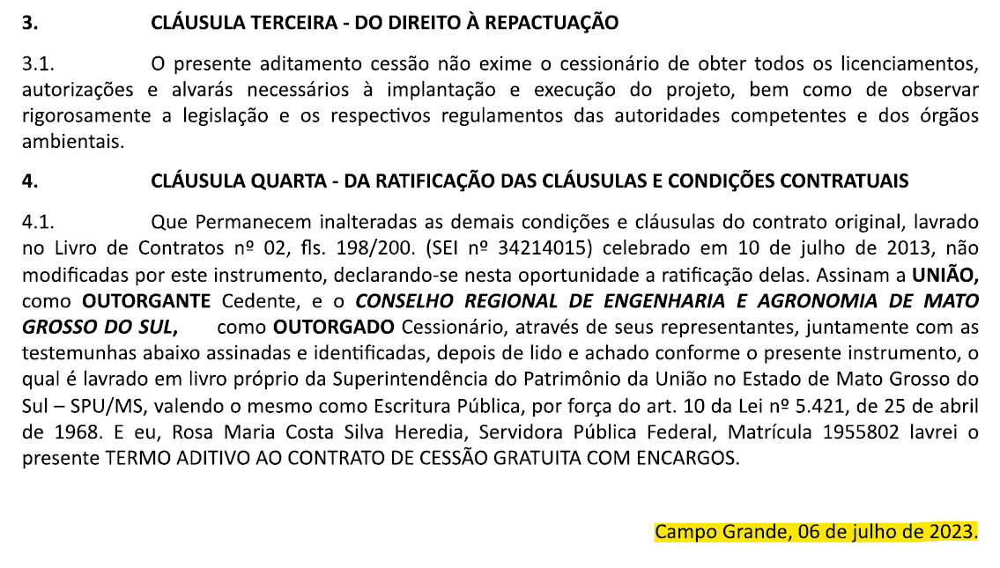 3. CLÁUSULA TERCEIRA - DO DIREITO À REPACTUAÇÃO
3.1. O presente aditamento cessão não exime o cessionário de obter todos os licenciamentos,
autorizações e alvarás necessários à implantação e execução do projeto, bem como de observar
rigorosamente a legislação e os respectivos regulamentos das autoridades competentes e dos órgãos
ambientais.
4. CLÁUSULA QUARTA - DA RATIFICAÇÃO DAS CLÁUSULAS E CONDIÇÕES CONTRATUAIS
4.1. Que Permanecem inalteradas as demais condições e cláusulas do contrato original, lavrado
no Livro de Contratos nº 02, fls. 198/200. (SEI nº 34214015) celebrado em 10 de julho de 2013, não
modificadas por este instrumento, declarando-se nesta oportunidade a ratificação delas. Assinam a UNIÃO,
como OUTORGANTE Cedente, e o CONSELHO REGIONAL DE ENGENHARIA E AGRONOMIA DE MATO
GROSSO DO SUL, como OUTORGADO Cessionário, através de seus representantes, juntamente com as
testemunhas abaixo assinadas e identificadas, depois de lido e achado conforme o presente instrumento, o
qual é lavrado em livro próprio da Superintendência do Patrimônio da União no Estado de Mato Grosso do
Sul – SPU/MS, valendo o mesmo como Escritura Pública, por força do art. 10 da Lei nº 5.421, de 25 de abril
de 1968. E eu, Rosa Maria Costa Silva Heredia, Servidora Pública Federal, Matrícula 1955802 lavrei o
presente TERMO ADITIVO AO CONTRATO DE CESSÃO GRATUITA COM ENCARGOS.
Campo Grande, 06 de julho de 2023.